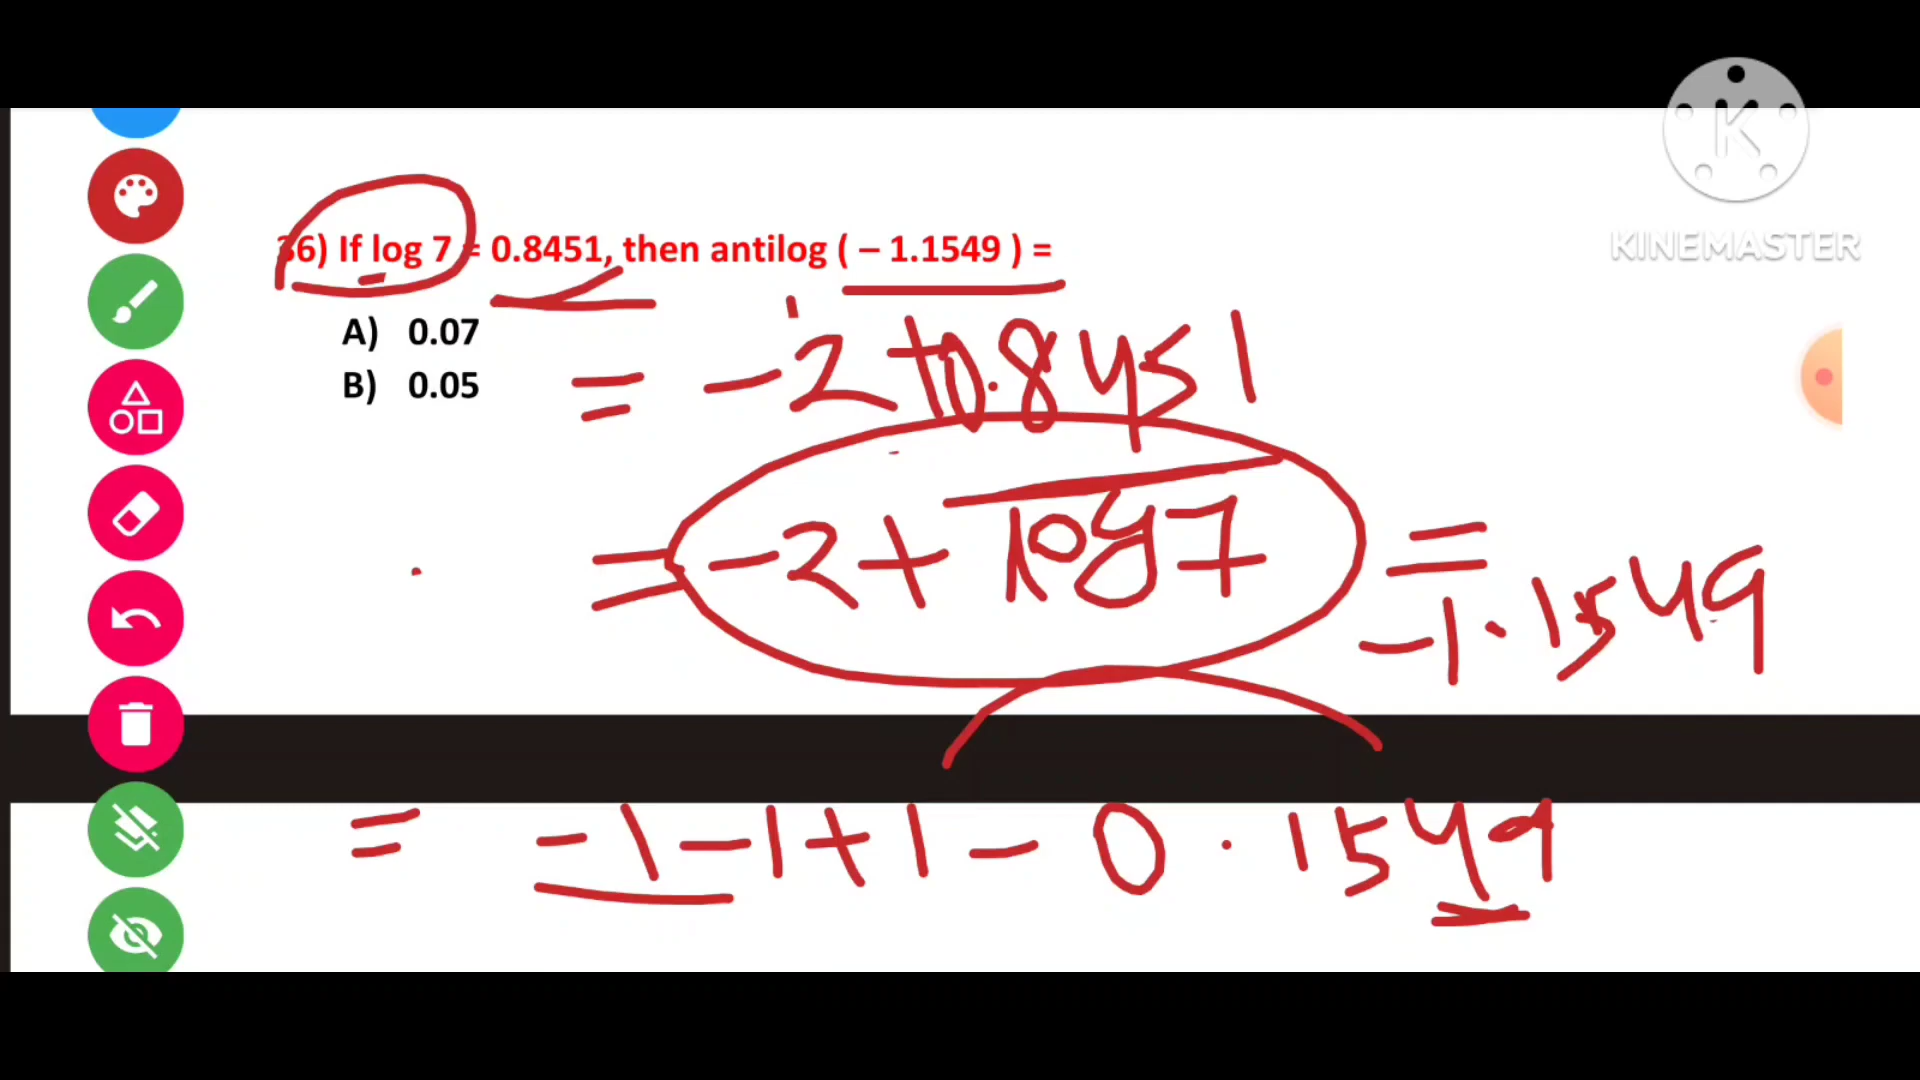 KINEMASTER
36) If log 7 = 0.8451, then antilog ( – 1.1549 ) =
A) 0.07
= -2 + 0.8451
B) 0.05
= -2 + log 7 = -1.1549
= -1-1+1-0.1549